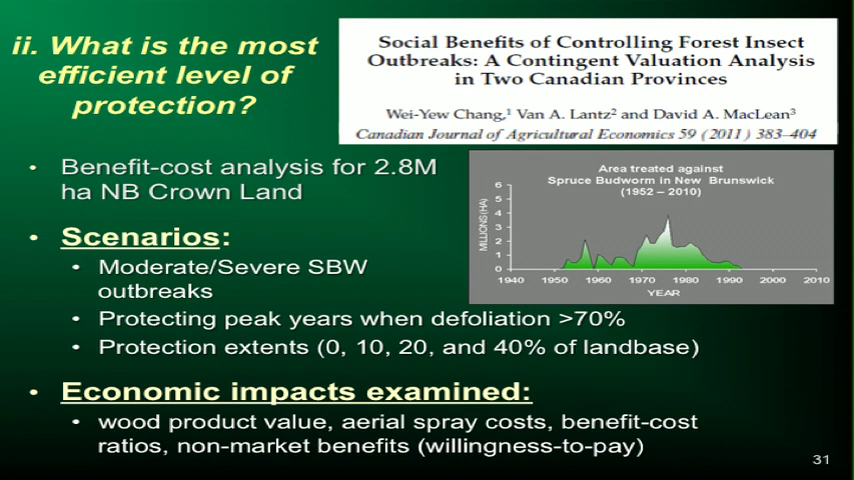 ii. What is the most
efficient level of
protection?
Social Benefits of Controlling Forest Insect
Outbreaks: A Contingent Valuation Analysis
in Two Canadian Provinces
Wei-Yew Chang,¹ Van A. Lantz² and David A. MacLean³
Canadian Journal of Agricultural Economics 59 (2011) 383–404
• Benefit-cost analysis for 2.8M
ha NB Crown Land
Area treated against
Spruce Budworm in New Brunswick
(1952 – 2010)
MILLIONS (HA)
6
5
4
3
2
1
0
1940 1950 1960 1970 1980 1990 2000 2010
YEAR
• Scenarios:
• Moderate/Severe SBW
outbreaks
• Protecting peak years when defoliation >70%
• Protection extents (0, 10, 20, and 40% of landbase)
• Economic impacts examined:
• wood product value, aerial spray costs, benefit-cost
ratios, non-market benefits (willingness-to-pay)
31